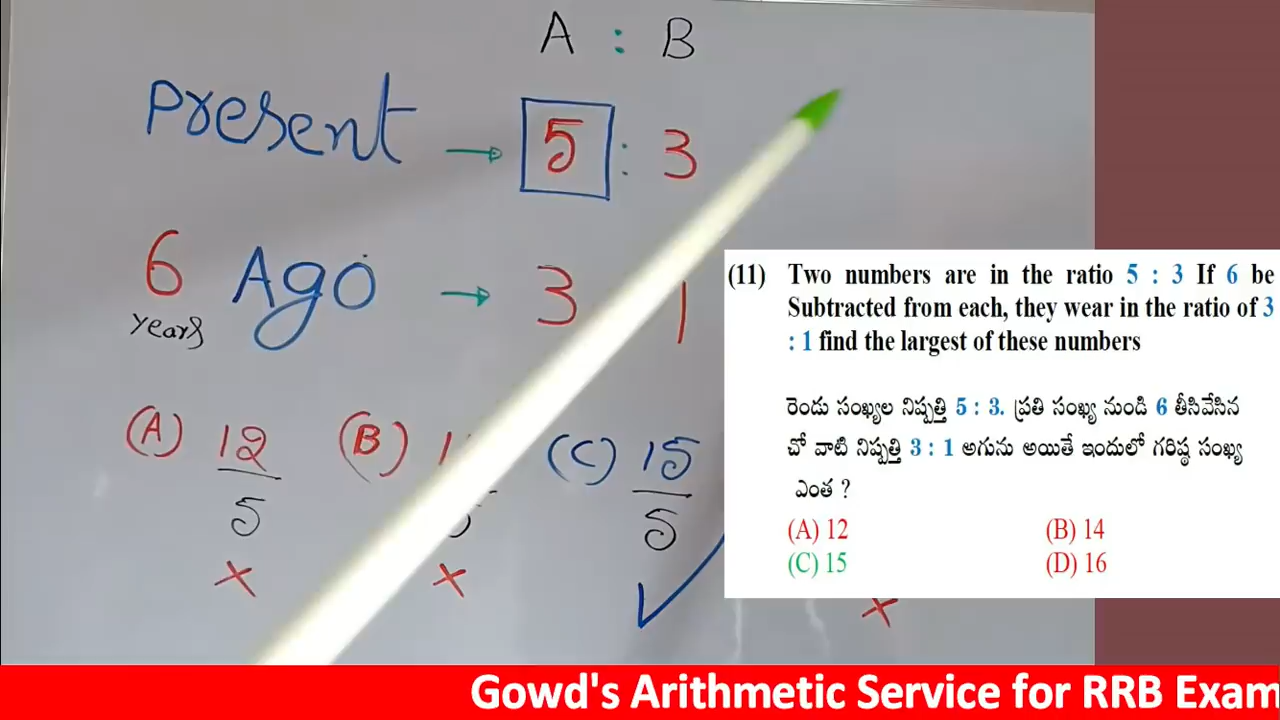 A : B
Present → 5 : 3
6 Ago → 3 1
years
(A) 12 (B) (C) 15
5 5
(11) Two numbers are in the ratio 5 : 3 If 6 be
Subtracted from each, they wear in the ratio of 3
: 1 find the largest of these numbers
రెండు సంఖ్యల నిష్పత్తి 5 : 3. ప్రతి సంఖ్య నుండి 6 తీసివేసిన
చో వాటి నిష్పత్తి 3 : 1 అగును అయితే ఇందులో గరిష్ఠ సంఖ్య
ఎంత ?
(A) 12 (B) 14
(C) 15 (D) 16
Gowd's Arithmetic Service for RRB Exam